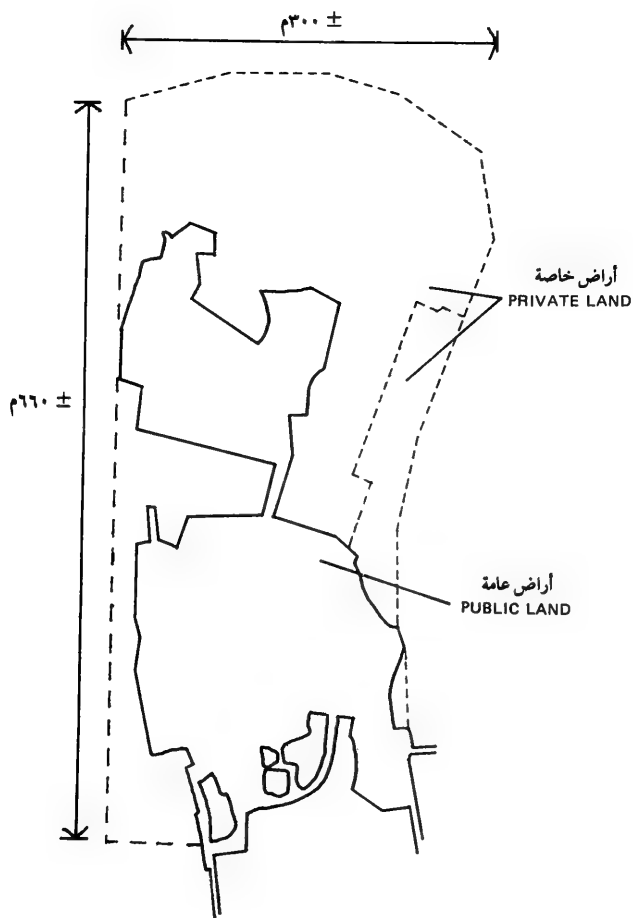 ± ٣٠٠م
أراض خاصة
PRIVATE LAND
± ٦٦٠م
أراض عامة
PUBLIC LAND